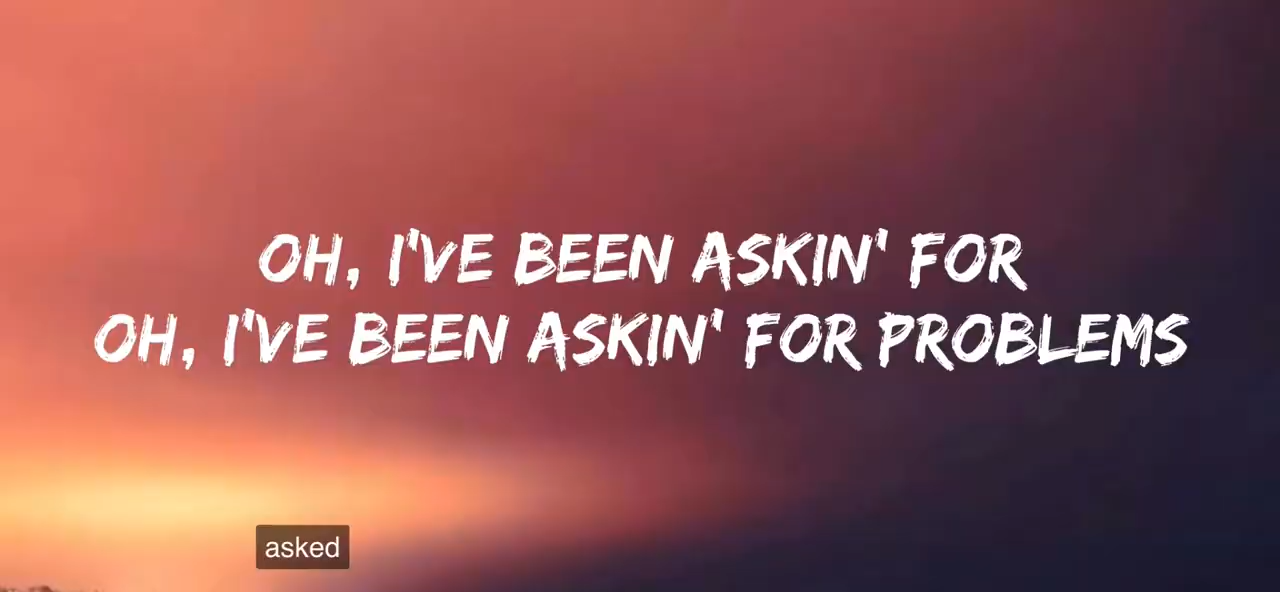 OH, I'VE BEEN ASKIN' FOR
OH, I'VE BEEN ASKIN' FOR PROBLEMS
asked